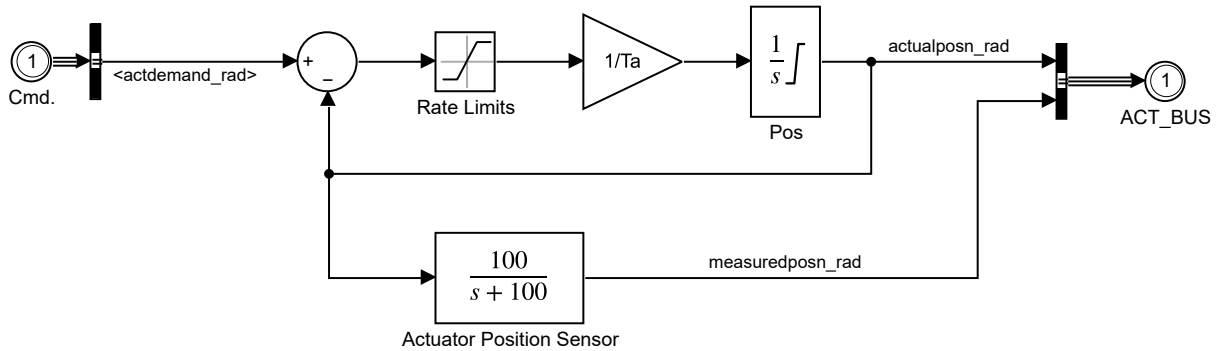 1
Cmd.
<actdemand_rad>
+
−
Rate Limits
1/Ta
1
s
Pos
actualposn_rad
1
ACT_BUS
100
s + 100
Actuator Position Sensor
measuredposn_rad